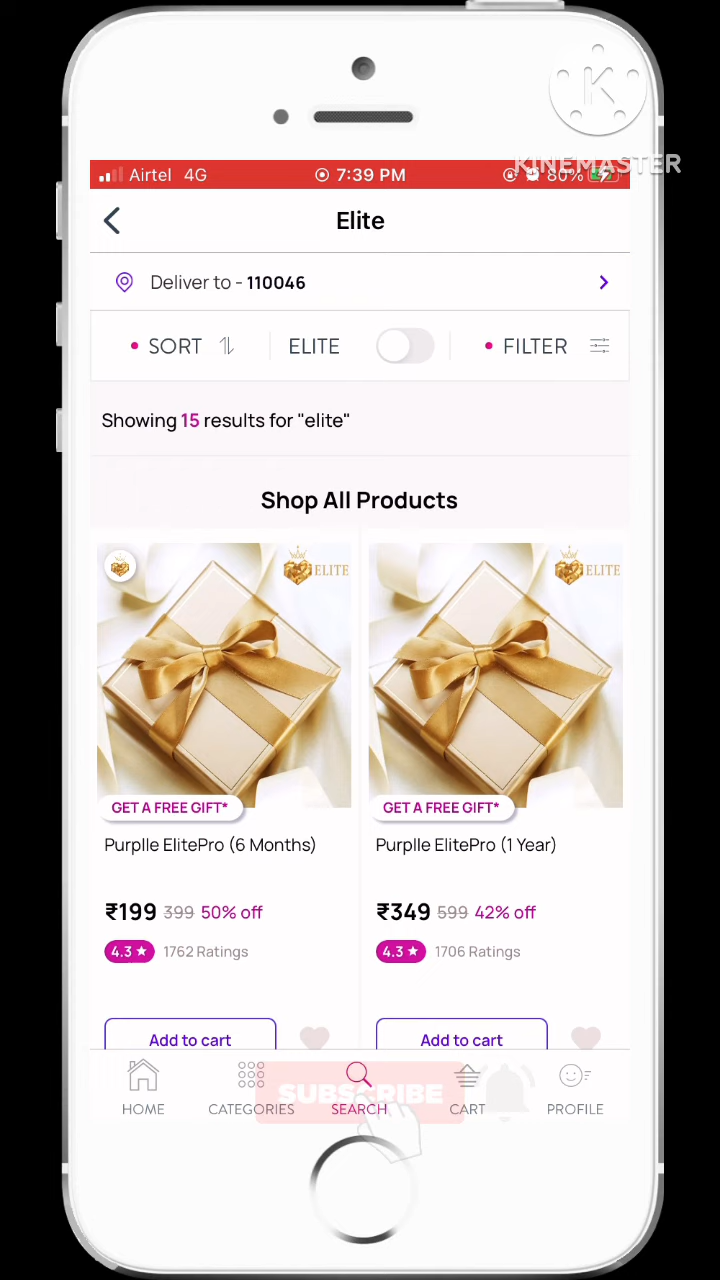 K
KINEMASTER
Airtel 4G 7:39 PM 80%
Elite
Deliver to - 110046
SORT ELITE FILTER
Showing 15 results for "elite"
Shop All Products
ELITE ELITE
GET A FREE GIFT* GET A FREE GIFT*
Purplle ElitePro (6 Months) Purplle ElitePro (1 Year)
₹199 399 50% off ₹349 599 42% off
4.3 ★ 1762 Ratings 4.3 ★ 1706 Ratings
Add to cart Add to cart
SUBSCRIBE
HOME CATEGORIES SEARCH CART PROFILE